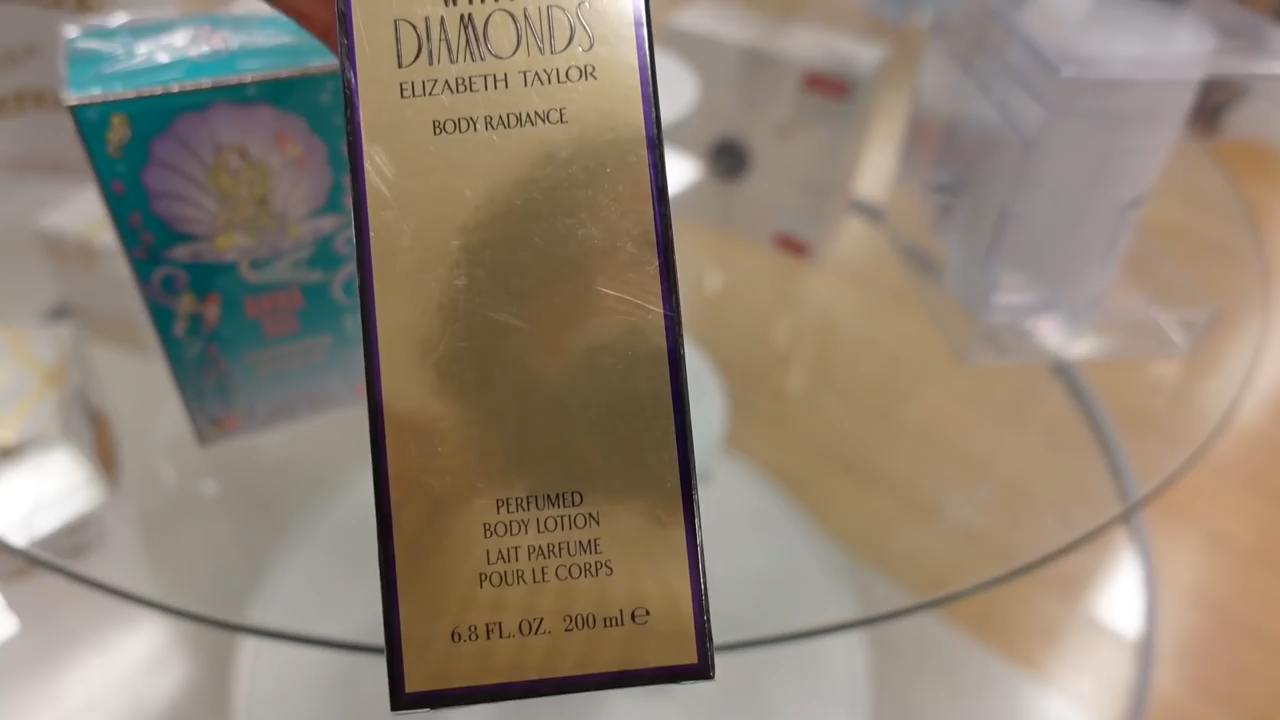 DIAMONDS
ELIZABETH TAYLOR
BODY RADIANCE
PERFUMED
BODY LOTION
LAIT PARFUME
POUR LE CORPS
6.8 FL.OZ. 200 ml ℮